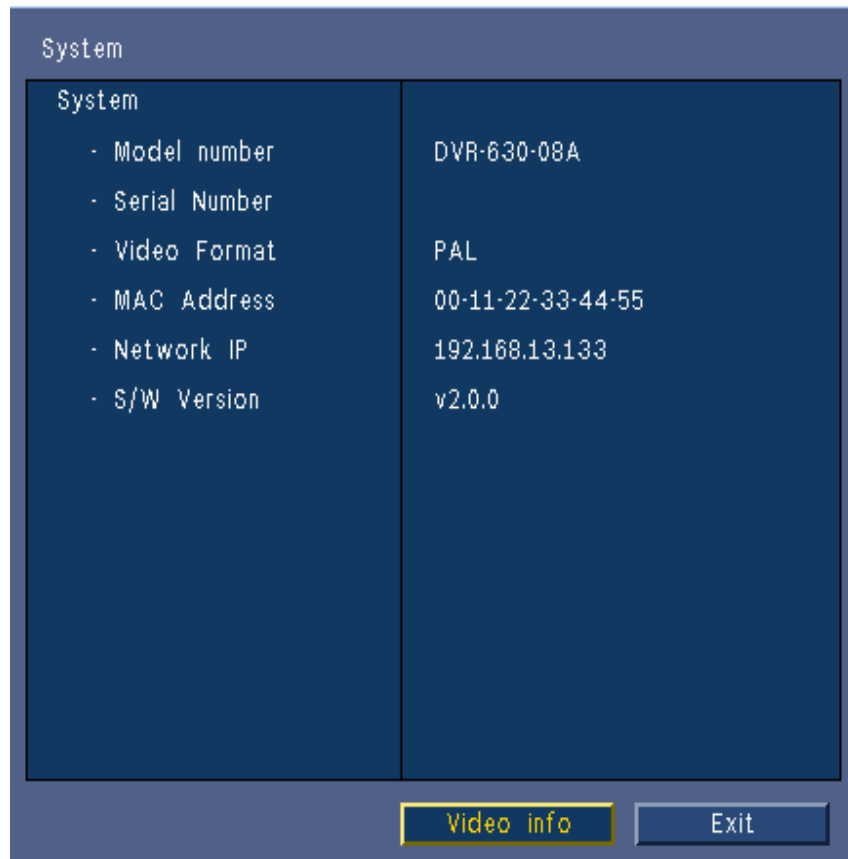 System
System
- Model number DVR-630-08A
- Serial Number
- Video Format PAL
- MAC Address 00-11-22-33-44-55
- Network IP 192.168.13.133
- S/W Version v2.0.0
Video info Exit